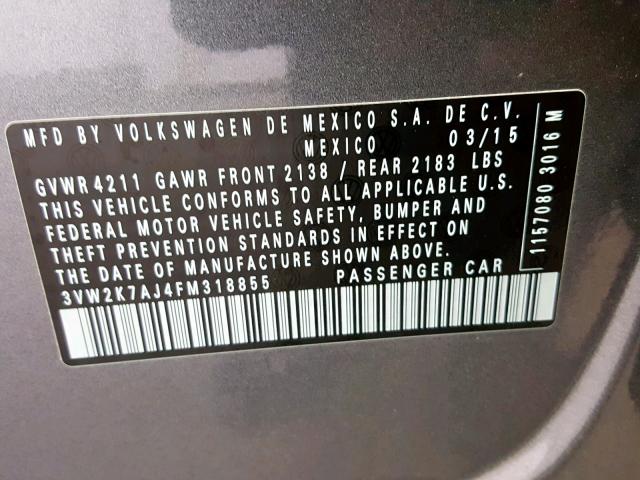 MFD BY VOLKSWAGEN DE MEXICO S.A. DE C.V.
MEXICO 03/15
GVWR 4211 GAWR FRONT 2138 / REAR 2183 LBS
THIS VEHICLE CONFORMS TO ALL APPLICABLE U.S.
FEDERAL MOTOR VEHICLE SAFETY, BUMPER AND
THEFT PREVENTION STANDARDS IN EFFECT ON
THE DATE OF MANUFACTURE SHOWN ABOVE.
3VW2K7AJ4FM318855 PASSENGER CAR
1157080 3016 M